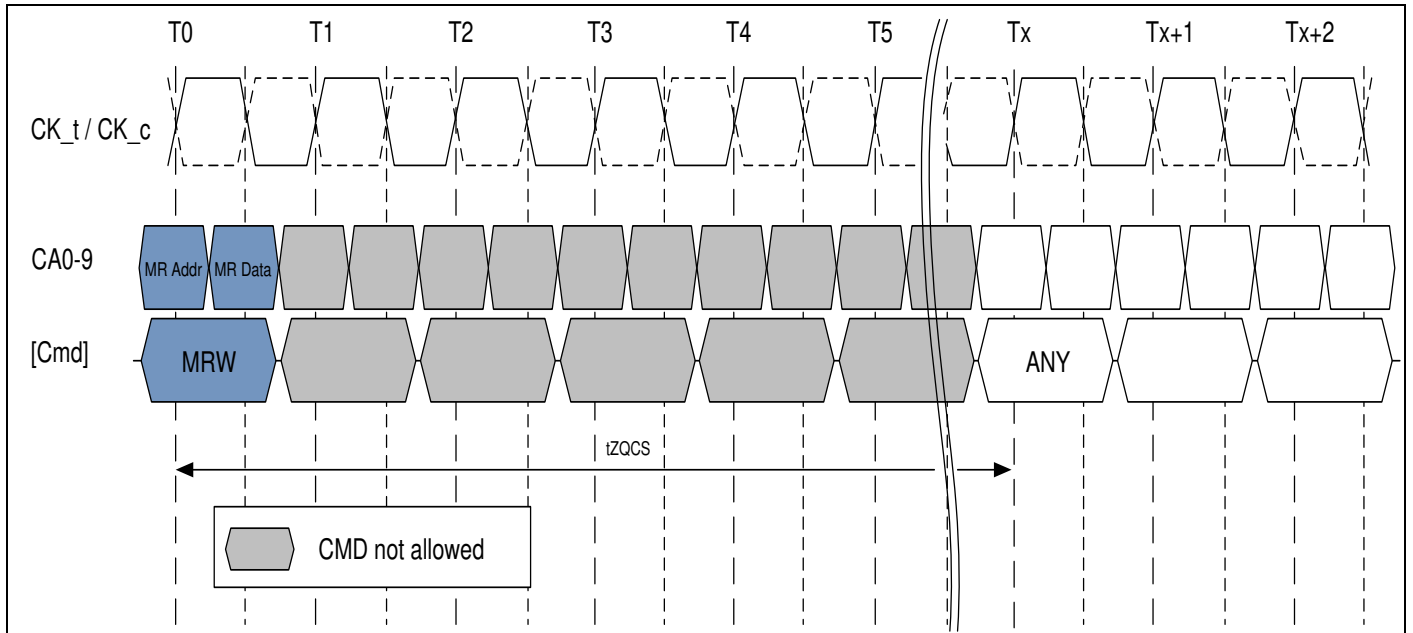 T0 T1 T2 T3 T4 T5 Tx Tx+1 Tx+2
CK_t / CK_c
CA0-9 MR Addr MR Data
[Cmd] MRW ANY
tZQCS
CMD not allowed